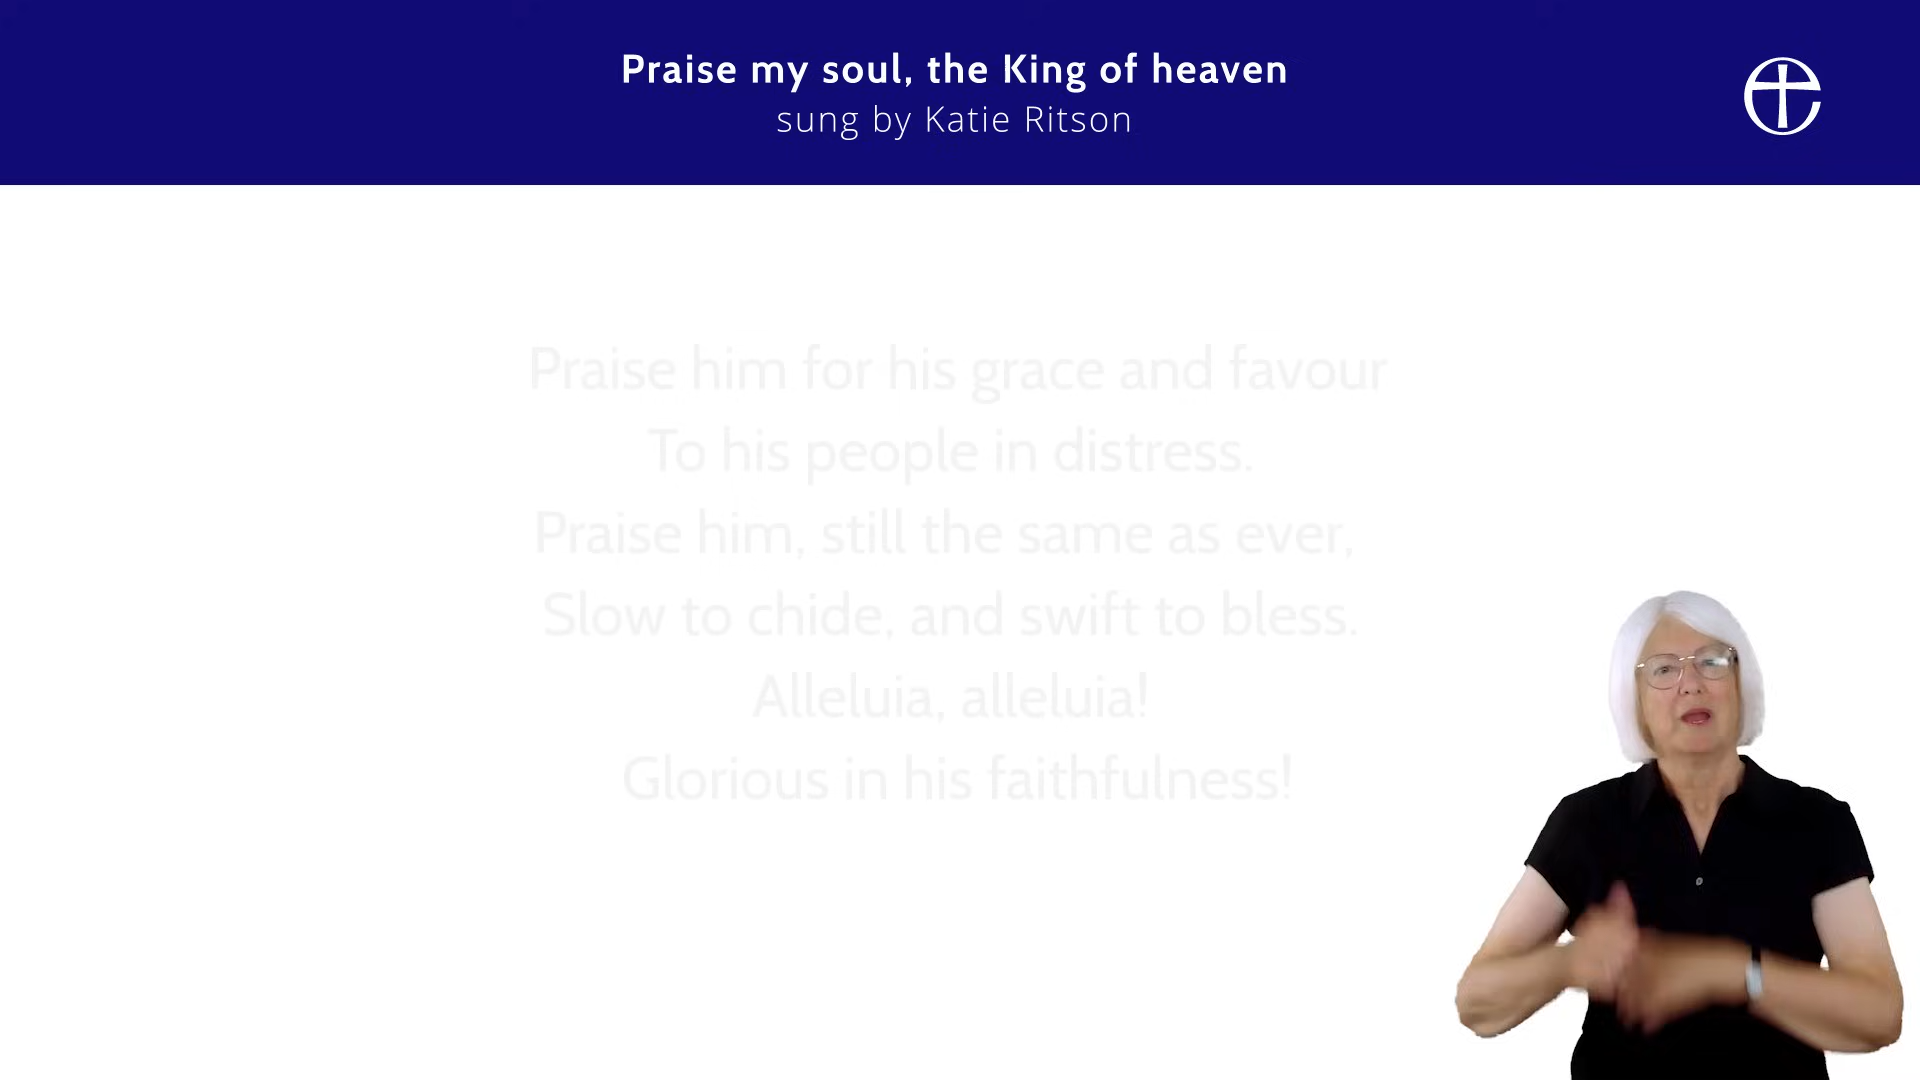 Praise my soul, the King of heaven
sung by Katie Ritson
Praise him for his grace and favour
To his people in distress.
Praise him, still the same as ever,
Slow to chide, and swift to bless.
Alleluia, alleluia!
Glorious in his faithfulness!